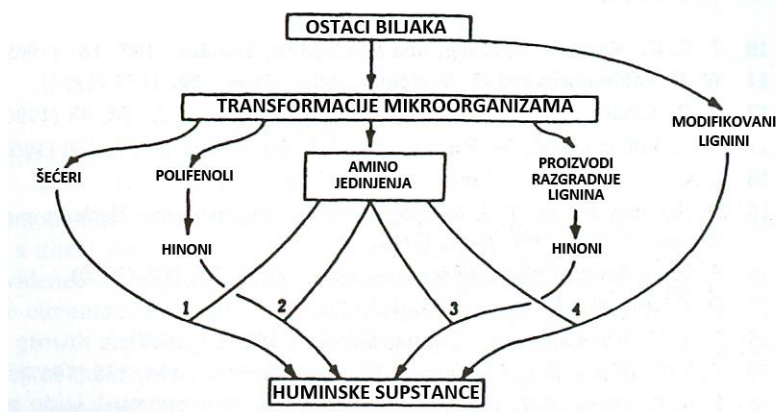 OSTACI BILJAKA
TRANSFORMACIJE MIKROORGANIZAMA
MODIFIKOVANI
LIGNINI
ŠEĆERI
POLIFENOLI
AMINO
JEDINJENJA
PROIZVODI
RAZGRADNJE
LIGNINA
HINONI
HINONI
1
2
3
4
HUMINSKE SUPSTANCE